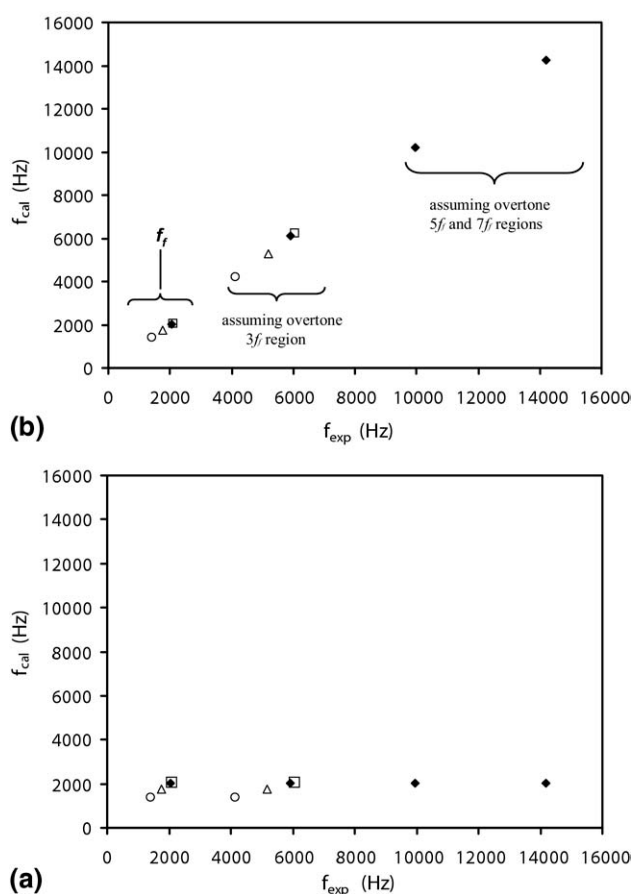 16000
14000
12000
10000
8000
6000
4000
2000
0
f_cal (Hz)
f_f
assuming overtone
5f_f and 7f_f regions
assuming overtone
3f_f region
0 2000 4000 6000 8000 10000 12000 14000 16000
f_exp (Hz)
(b)
16000
14000
12000
10000
8000
6000
4000
2000
0
f_cal (Hz)
0 2000 4000 6000 8000 10000 12000 14000 16000
f_exp (Hz)
(a)